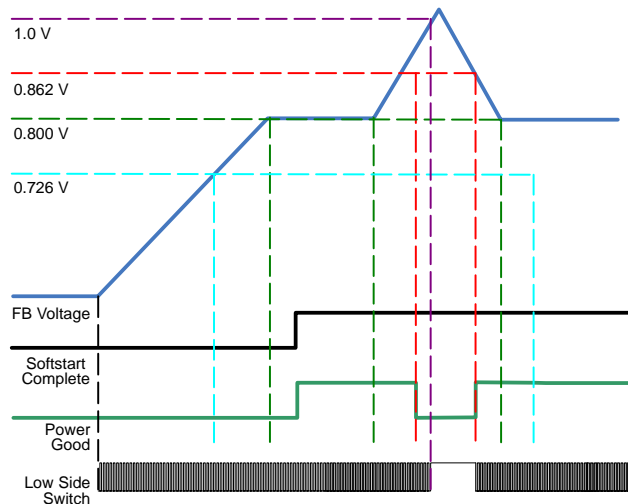 1.0 V
0.862 V
0.800 V
0.726 V
FB Voltage
Softstart
Complete
Power
Good
Low Side
Switch